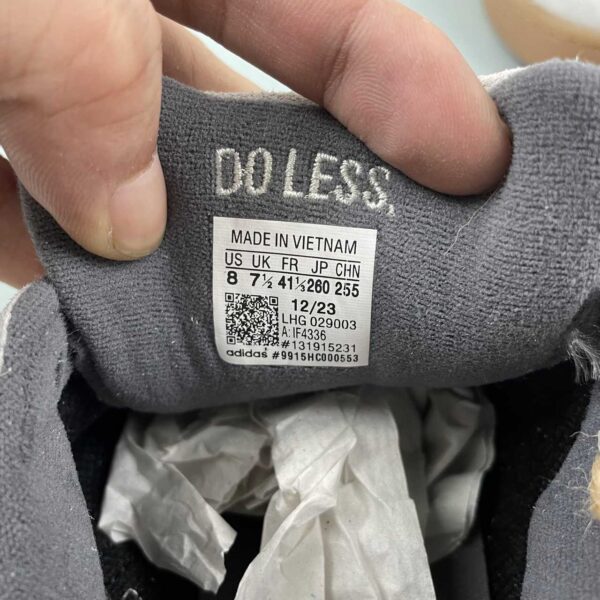 DO LESS.
MADE IN VIETNAM
US UK FR JP CHN
8 7½ 41⅓ 260 255
12/23
LHG 029003
A: IF4336
#131915231
adidas #9915HC000553